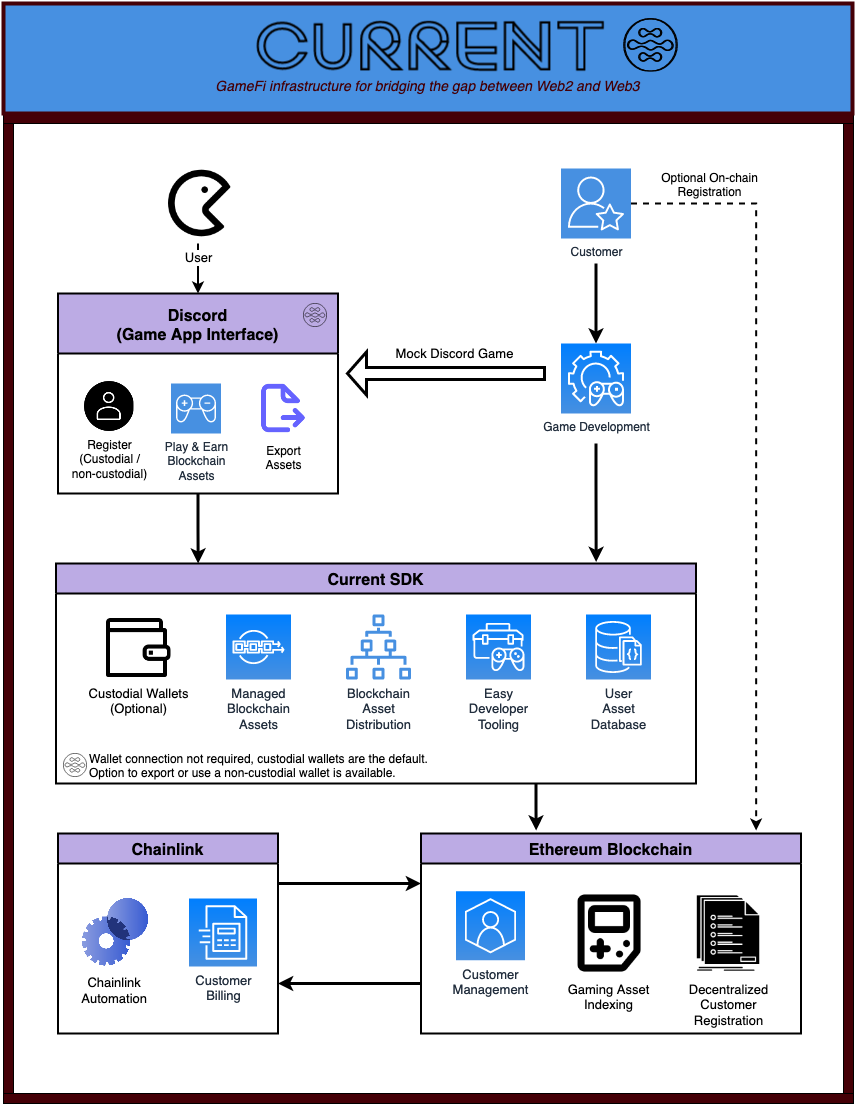 CURRENT
GameFi infrastructure for bridging the gap between Web2 and Web3
User
Customer
Optional On-chain
Registration
Discord
(Game App Interface)
Register
(Custodial /
non-custodial)
Play & Earn
Blockchain
Assets
Export
Assets
Mock Discord Game
Game Development
Current SDK
Custodial Wallets
(Optional)
Managed
Blockchain
Assets
Blockchain
Asset
Distribution
Easy
Developer
Tooling
User
Asset
Database
Wallet connection not required, custodial wallets are the default.
Option to export or use a non-custodial wallet is available.
Chainlink
Chainlink
Automation
Customer
Billing
Ethereum Blockchain
Customer
Management
Gaming Asset
Indexing
Decentralized
Customer
Registration